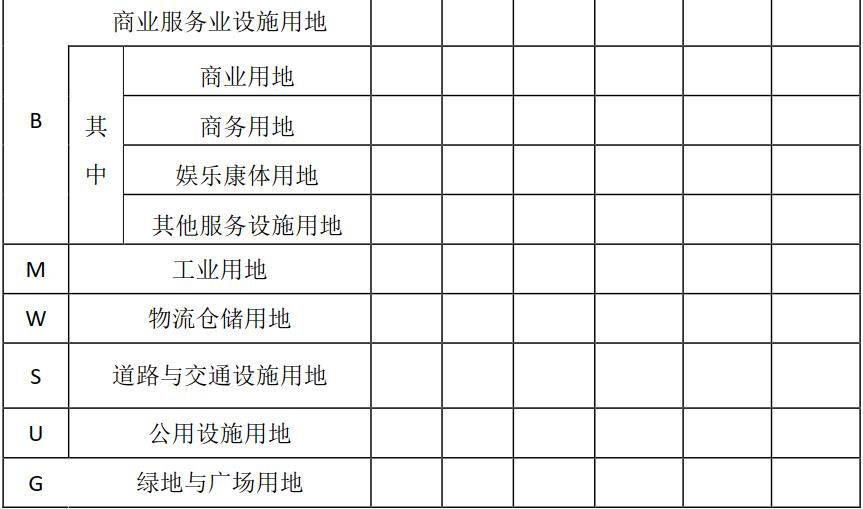 商业服务业设施用地
B
其中
商业用地
商务用地
娱乐康体用地
其他服务设施用地
M 工业用地
W 物流仓储用地
S 道路与交通设施用地
U 公用设施用地
G 绿地与广场用地